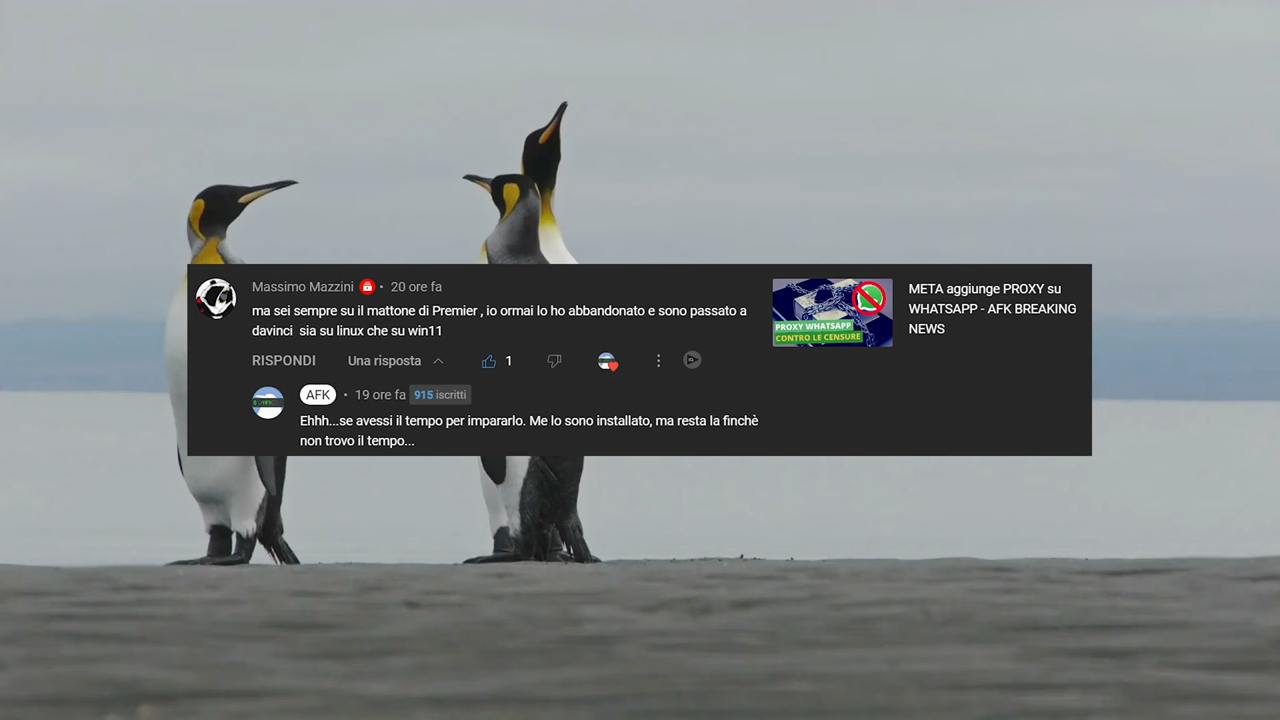 Massimo Mazzini • 20 ore fa
ma sei sempre su il mattone di Premier , io ormai lo ho abbandonato e sono passato a
davinci sia su linux che su win11
RISPONDI Una risposta 1
AFK • 19 ore fa 915 iscritti
Ehhh...se avessi il tempo per impararlo. Me lo sono installato, ma resta la finchè
non trovo il tempo...
PROXY WHATSAPP
CONTRO LE CENSURE
META aggiunge PROXY su
WHATSAPP - AFK BREAKING
NEWS